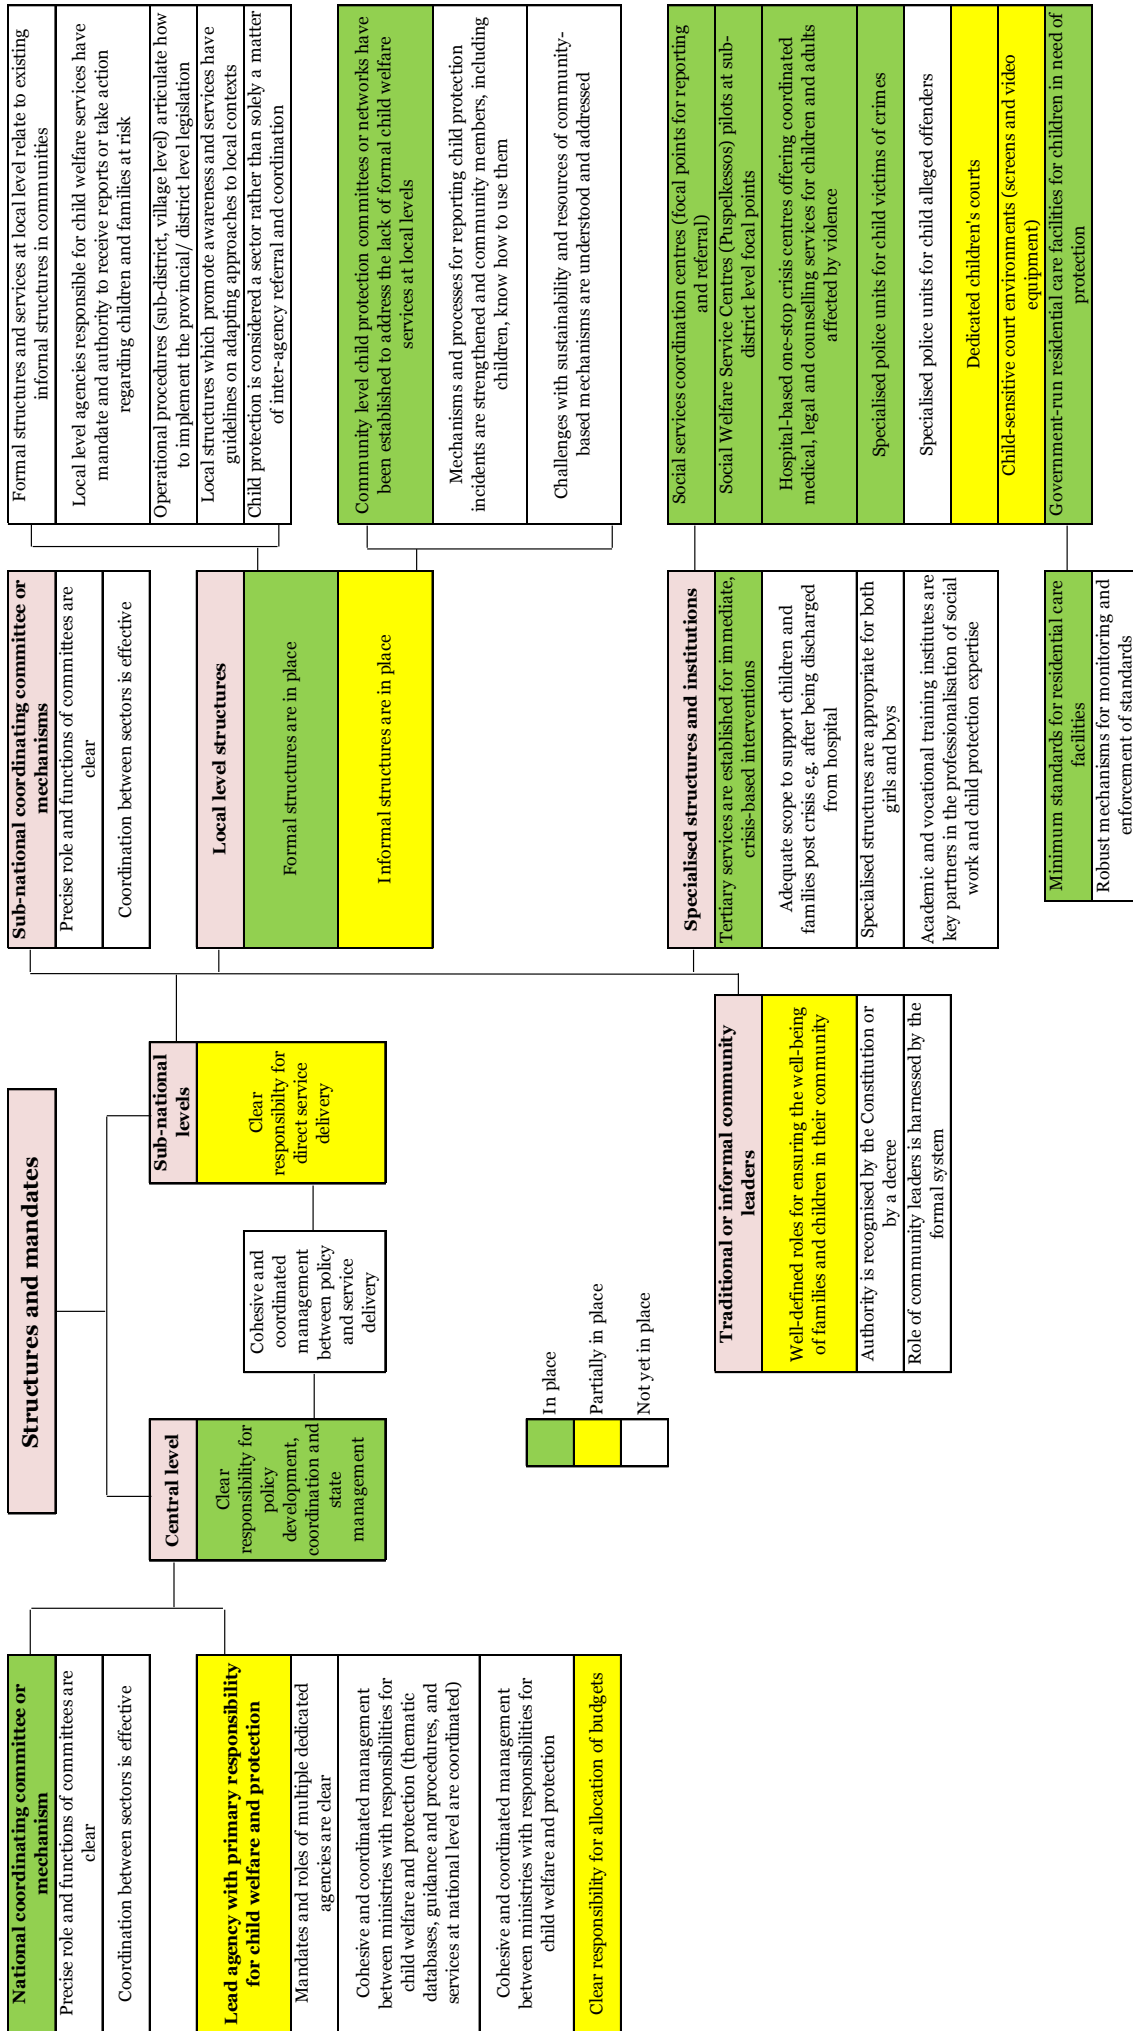 Structures and mandates
National coordinating committee or
mechanism
Precise role and functions of committees are
clear
Coordination between sectors is effective
Lead agency with primary responsibility
for child welfare and protection
Mandates and roles of multiple dedicated
agencies are clear
Cohesive and coordinated management
between ministries with responsibilities for
child welfare and protection (thematic
databases, guidance and procedures, and
services at national level are coordinated)
Cohesive and coordinated management
between ministries with responsibilities for
child welfare and protection
Clear responsibility for allocation of budgets
Central level
Clear
responsibility for
policy
development,
coordination and
state
management
Cohesive and
coordinated
management
between policy
and service
delivery
Sub-national
levels
Clear
responsibilty for
direct service
delivery
In place
Partially in place
Not yet in place
Sub-national coordinating committee or
mechanisms
Precise role and functions of committees are
clear
Coordination between sectors is effective
Local level structures
Formal structures are in place
Informal structures are in place
Formal structures and services at local level relate to existing
informal structures in communities
Local level agencies responsible for child welfare services have
mandate and authority to receive reports or take action
regarding children and families at risk
Operational procedures (sub-district, village level) articulate how
to implement the provincial/ district level legislation
Local structures which promote awareness and services have
guidelines on adapting approaches to local contexts
Child protection is considered a sector rather than solely a matter
of inter-agency referral and coordination
Community level child protection committees or networks have
been established to address the lack of formal child welfare
services at local levels
Mechanisms and processes for reporting child protection
incidents are strengthened and community members, including
children, know how to use them
Challenges with sustainability and resources of community-
based mechanisms are understood and addressed
Specialised structures and institutions
Tertiary services are established for immediate,
crisis-based interventions
Adequate scope to support children and
families post crisis e.g. after being discharged
from hospital
Specialised structures are appropriate for both
girls and boys
Academic and vocational training institutes are
key partners in the professionalisation of social
work and child protection expertise
Social services coordination centres (focal points for reporting
and referral)
Social Welfare Service Centres (Puspelkessos) pilots at sub-
district level focal points
Hospital-based one-stop crisis centres offering coordinated
medical, legal and counselling services for children and adults
affected by violence
Specialised police units for child victims of crimes
Specialised police units for child alleged offenders
Dedicated children's courts
Child-sensitive court environments (screens and video
equipment)
Government-run residential care facilities for children in need of
protection
Minimum standards for residential care
facilities
Robust mechanisms for monitoring and
enforcement of standards
Traditional or informal community
leaders
Well-defined roles for ensuring the well-being
of families and children in their community
Authority is recognised by the Constitution or
by a decree
Role of community leaders is harnessed by the
formal system